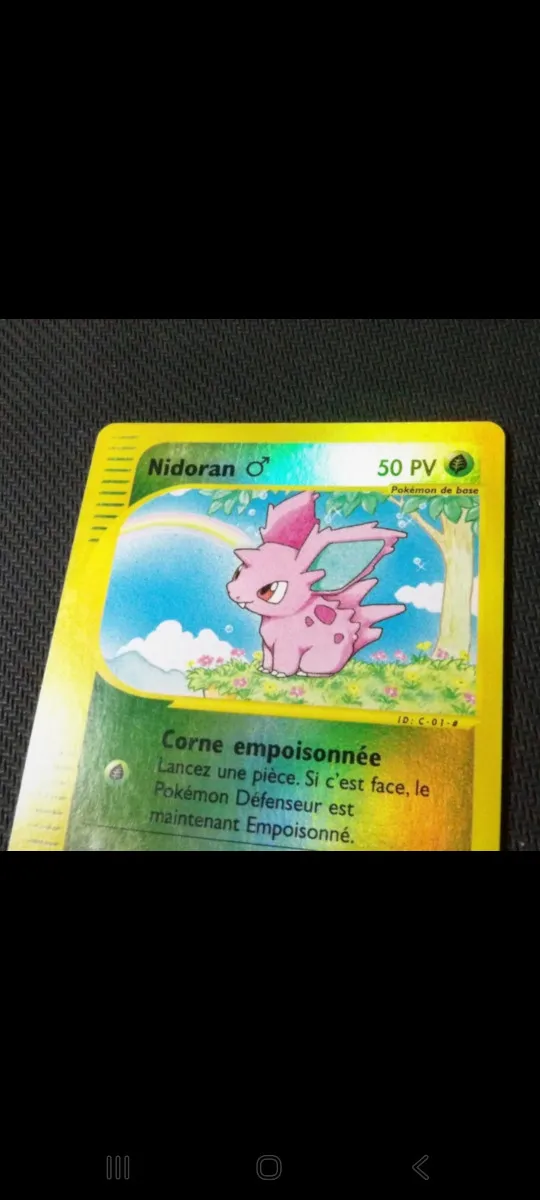 Nidoran ♂ 50 PV
Pokémon de base
ID: C-01-#
Corne empoisonnée
Lancez une pièce. Si c'est face, le
Pokémon Défenseur est
maintenant Empoisonné.